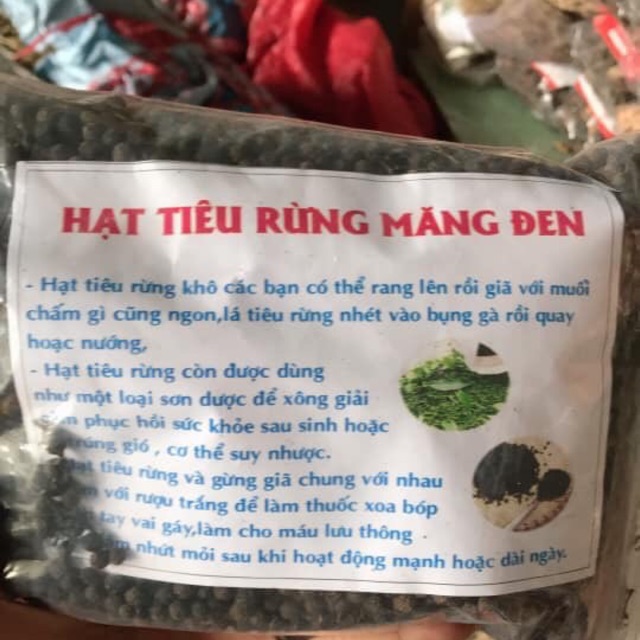 HẠT TIÊU RỪNG MĂNG ĐEN
- Hạt tiêu rừng khô các bạn có thể rang lên rồi giã với muối
chấm gì cũng ngon,lá tiêu rừng nhét vào bụng gà rồi quay
hoạc nướng,
- Hạt tiêu rừng còn được dùng
như một loại sơn dược để xông giải
phục hồi sức khỏe sau sinh hoặc
gió , cơ thể suy nhược.
tiêu rừng và gừng giã chung với nhau
với rượu trắng để làm thuốc xoa bóp
tay vai gáy,làm cho máu lưu thông .
nhứt mỏi sau khi hoạt động mạnh hoặc dài ngày.